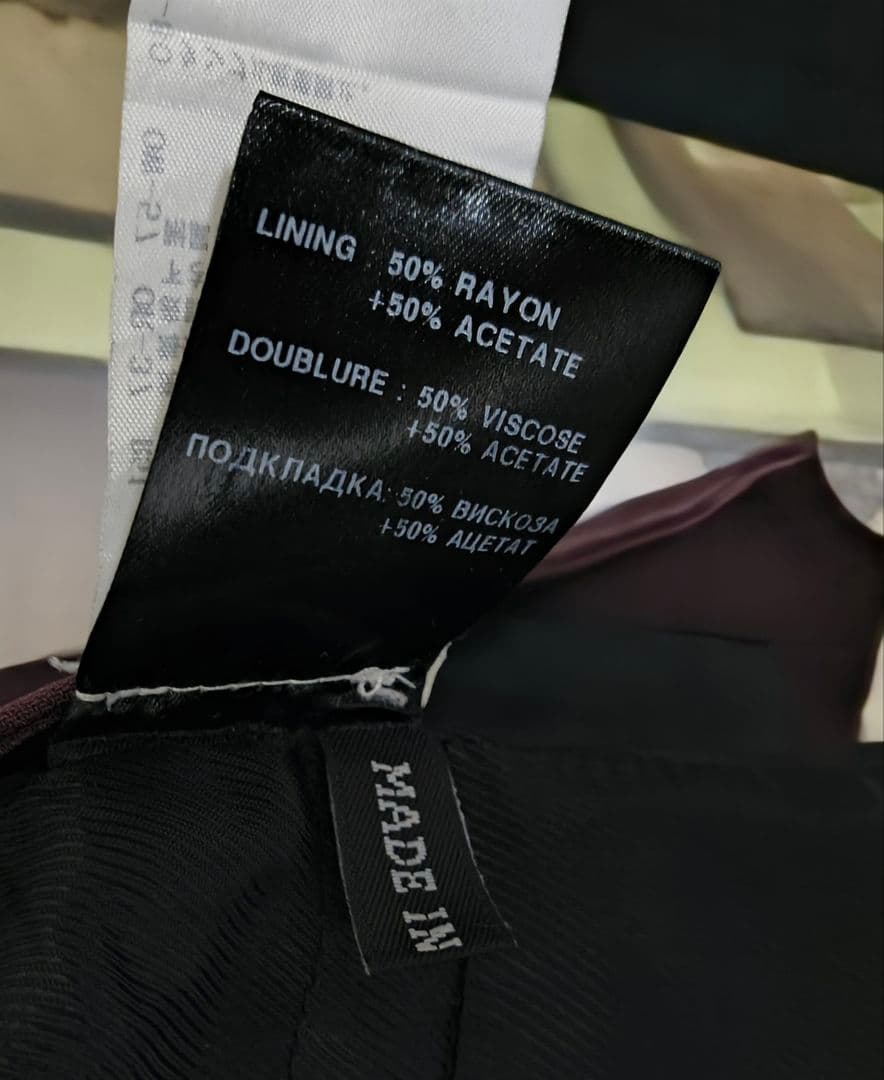 LINING 50% RAYON
+50% ACETATE
DOUBLURE : 50% VISCOSE
+50% ACETATE
ПОДКЛАДКА: 50% ВИСКОЗА
+50% АЦЕТАТ
MADE IN